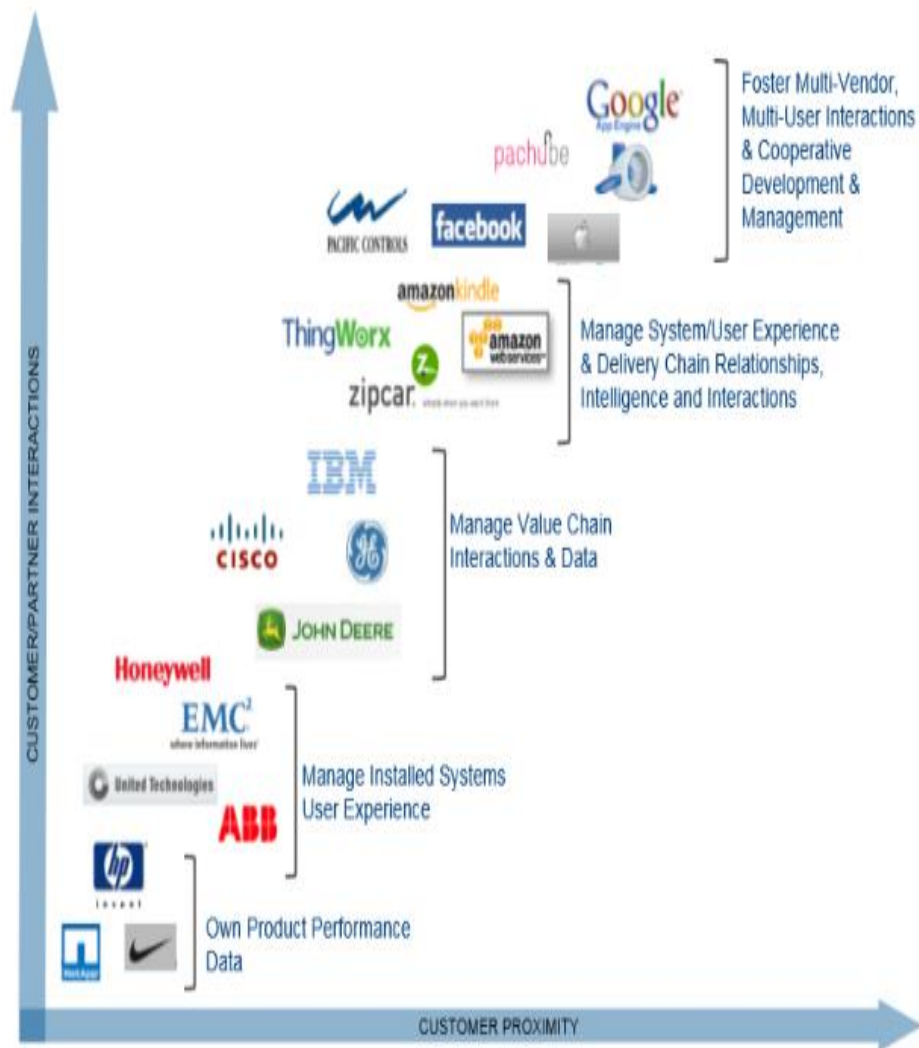 Google
App Engine
pachube
Foster Multi-Vendor,
Multi-User Interactions
& Cooperative
Development &
Management
PACIFIC CONTROLS
facebook
amazonkindle
ThingWorx
amazon
webservices™
zipcar.
Manage System/User Experience
& Delivery Chain Relationships,
Intelligence and Interactions
IBM
CISCO
GE
JOHN DEERE
Manage Value Chain
Interactions & Data
Honeywell
EMC²
where information lives®
United Technologies
ABB
Manage Installed Systems
User Experience
hp
invent
NetApp
Own Product Performance
Data
CUSTOMER/PARTNER INTERACTIONS
CUSTOMER PROXIMITY